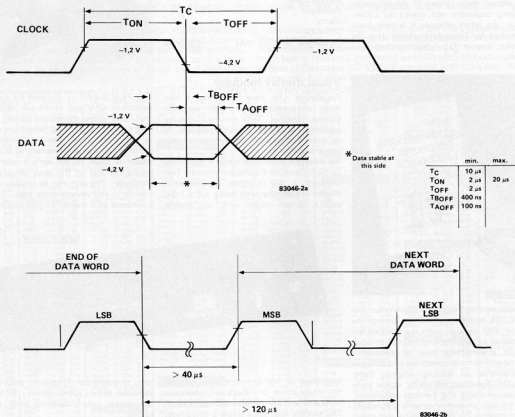 TC
TON
TOFF
CLOCK
–1,2 V
–4,2 V
–1,2 V
TBOFF
TAOFF
–1,2 V
DATA
–4,2 V
*
83046-2a
* Data stable at
this side
min. max.
TC 10 µs
TON 2 µs 20 µs
TOFF 2 µs
TBOFF 400 ns
TAOFF 100 ns
END OF
DATA WORD
NEXT
DATA WORD
LSB
MSB
NEXT
LSB
> 40 µs
> 120 µs
83046-2b